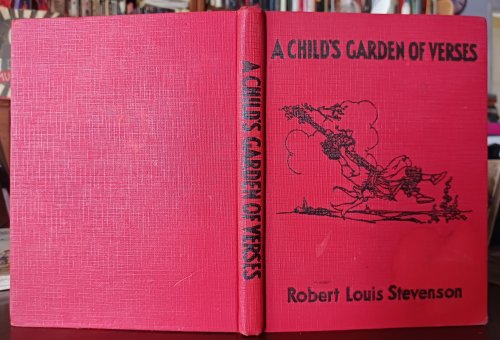 A CHILD'S GARDEN OF VERSES
A CHILD'S GARDEN OF VERSES
Robert Louis Stevenson